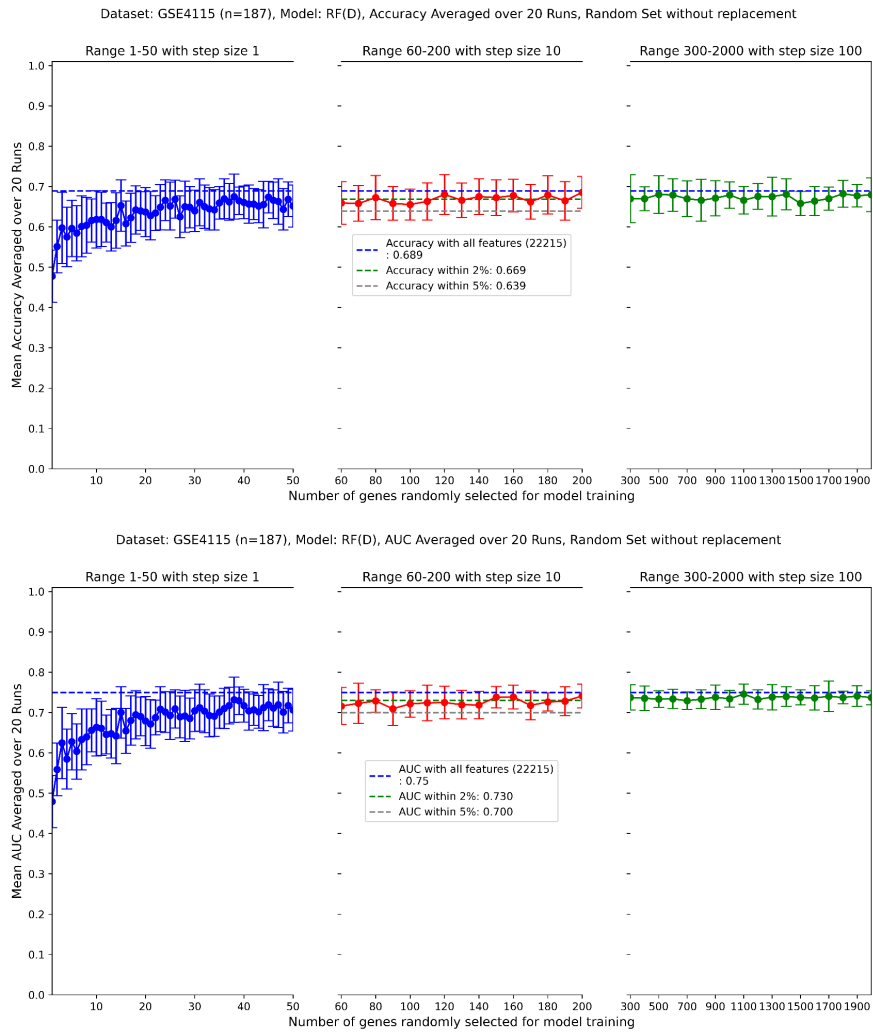 Dataset: GSE4115 (n=187), Model: RF(D), Accuracy Averaged over 20 Runs, Random Set without replacement
Range 1-50 with step size 1
Range 60-200 with step size 10
Range 300-2000 with step size 100
Mean Accuracy Averaged over 20 Runs
1.0
0.9
0.8
0.7
0.6
0.5
0.4
0.3
0.2
0.1
0.0
Accuracy with all features (22215)
: 0.689
Accuracy within 2%: 0.669
Accuracy within 5%: 0.639
10 20 30 40 50
60 80 100 120 140 160 180 200
300 500 700 900 1100 1300 1500 1700 1900
Number of genes randomly selected for model training
Dataset: GSE4115 (n=187), Model: RF(D), AUC Averaged over 20 Runs, Random Set without replacement
Range 1-50 with step size 1
Range 60-200 with step size 10
Range 300-2000 with step size 100
Mean AUC Averaged over 20 Runs
1.0
0.9
0.8
0.7
0.6
0.5
0.4
0.3
0.2
0.1
0.0
AUC with all features (22215)
: 0.75
AUC within 2%: 0.730
AUC within 5%: 0.700
10 20 30 40 50
60 80 100 120 140 160 180 200
300 500 700 900 1100 1300 1500 1700 1900
Number of genes randomly selected for model training